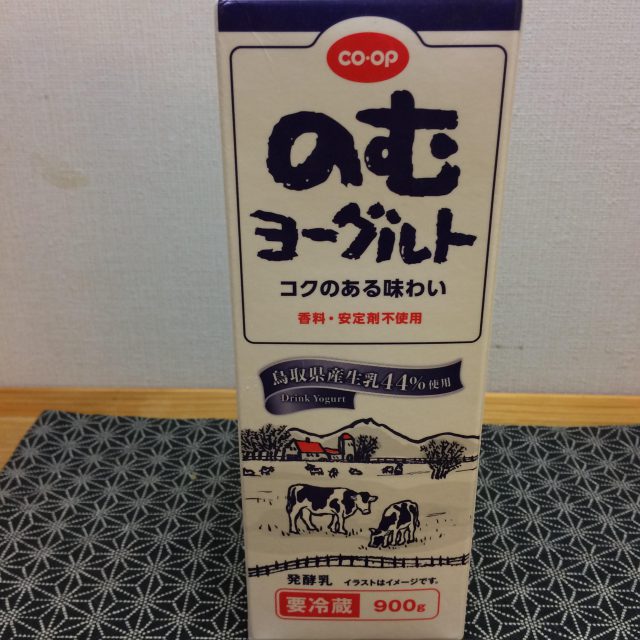 CO・OP
のむ
ヨーグルト
コクのある味わい
香料・安定剤不使用
鳥取県産生乳44%使用
Drink Yogurt
発酵乳 イラストはイメージです。
要冷蔵 900g